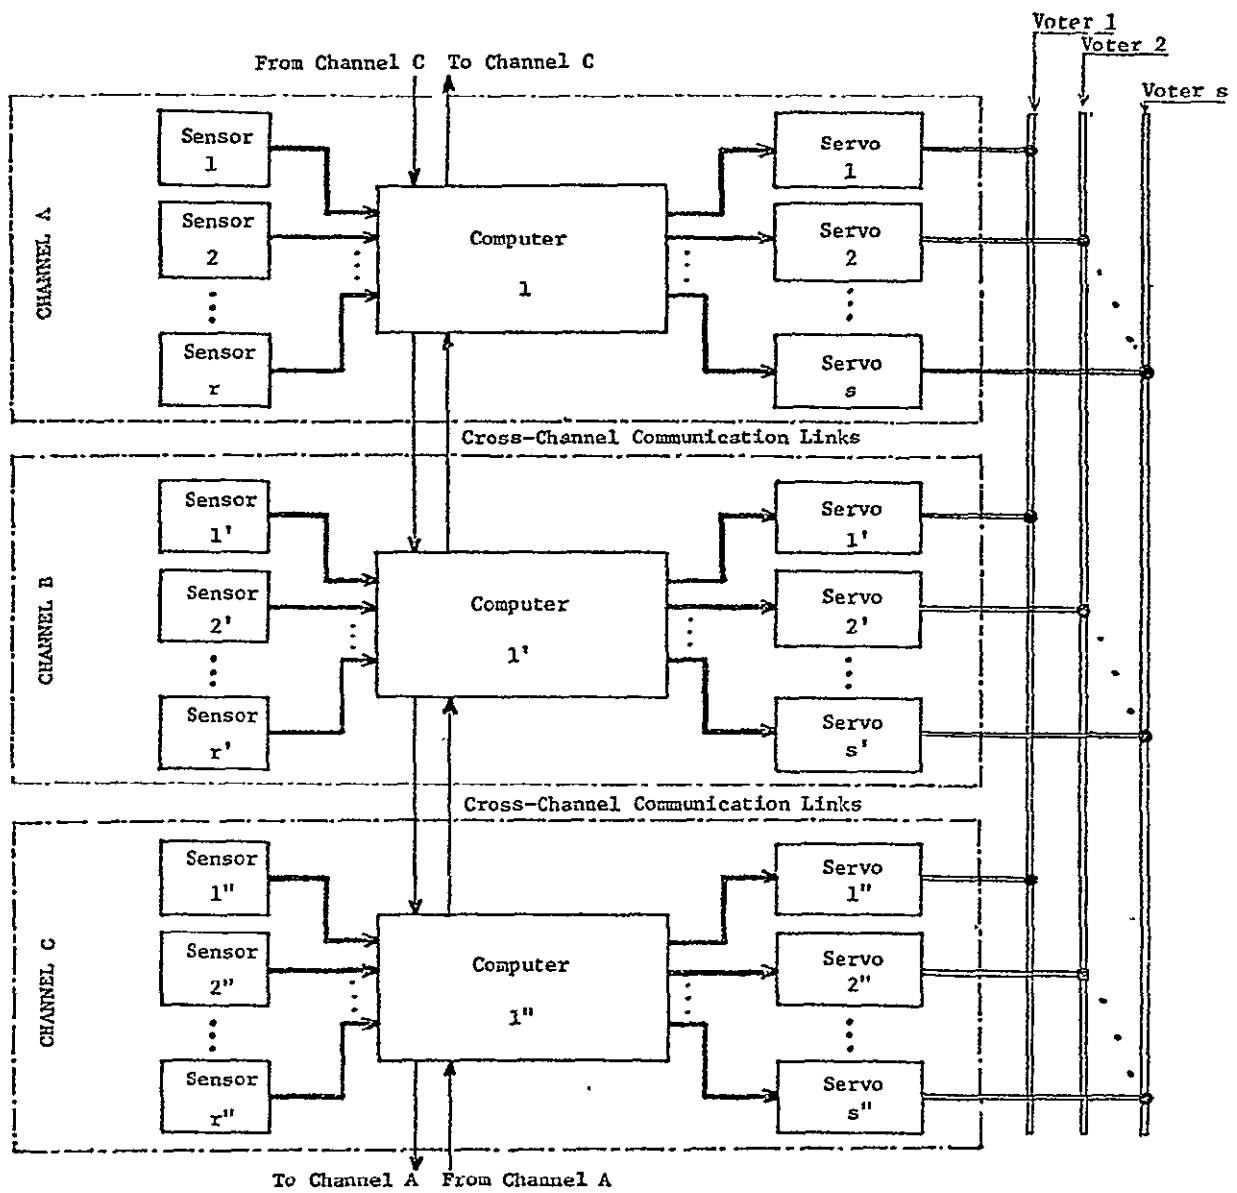 Voter 1
Voter 2
Voter s
From Channel C
To Channel C
CHANNEL A
Sensor
1
Sensor
2
Sensor
r
Computer
1
Servo
1
Servo
2
Servo
s
Cross-Channel Communication Links
CHANNEL B
Sensor
1'
Sensor
2'
Sensor
r'
Computer
1'
Servo
1'
Servo
2'
Servo
s'
Cross-Channel Communication Links
CHANNEL C
Sensor
1"
Sensor
2"
Sensor
r"
Computer
1"
Servo
1"
Servo
2"
Servo
s"
To Channel A
From Channel A